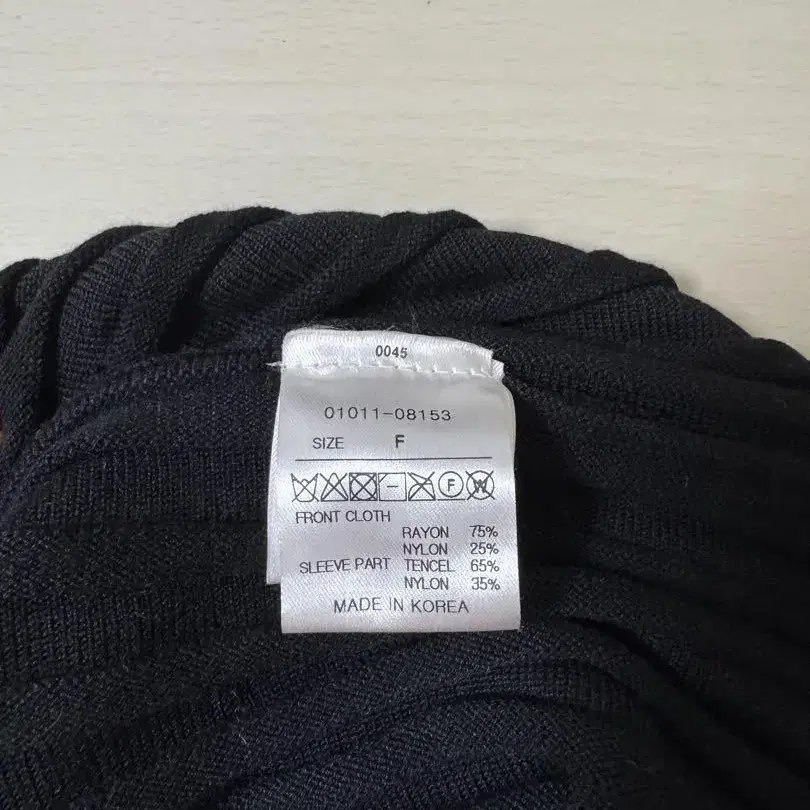 0045
01011-08153
SIZE F
F W
FRONT CLOTH
RAYON 75%
NYLON 25%
SLEEVE PART TENCEL 65%
NYLON 35%
MADE IN KOREA